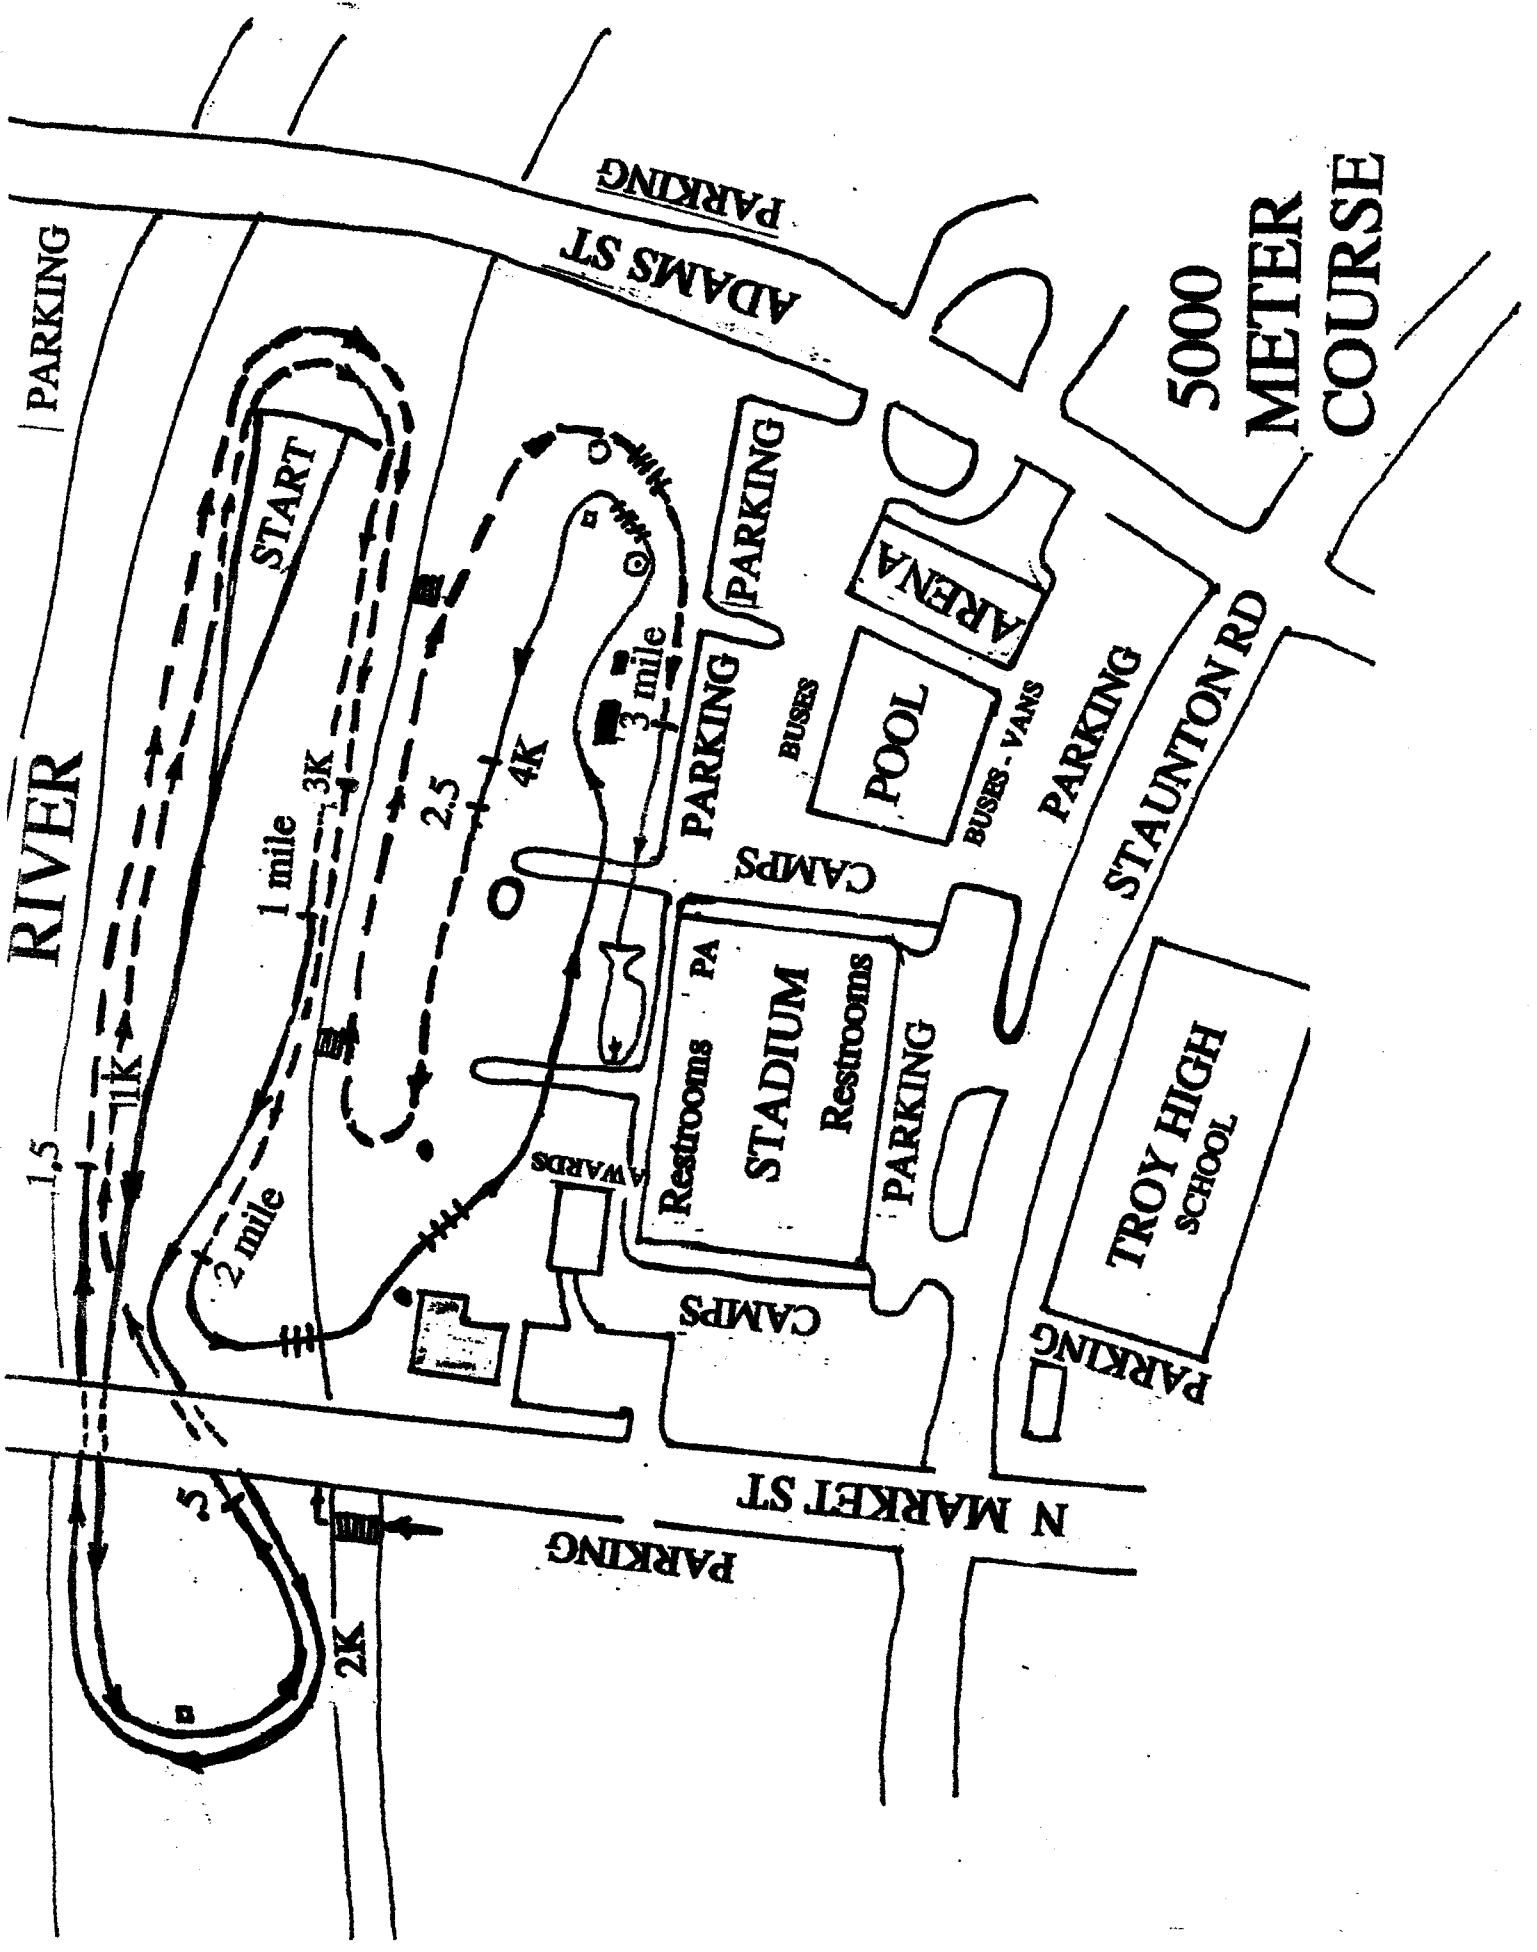 PARKING
RIVER
1.5
1K
START
1 mile
3K
2 mile
.5
2K
2.5
4K
3 mile
ADAMS ST
PARKING
PARKING
PARKING
BUSES
POOL
ARENA
BUSES - VANS
PARKING
STAUNTON RD
CAMPS
PA
Restrooms
STADIUM
Restrooms
PARKING
AWARDS
CAMPS
TROY HIGH
SCHOOL
PARKING
N MARKET ST
PARKING
5000
METER
COURSE